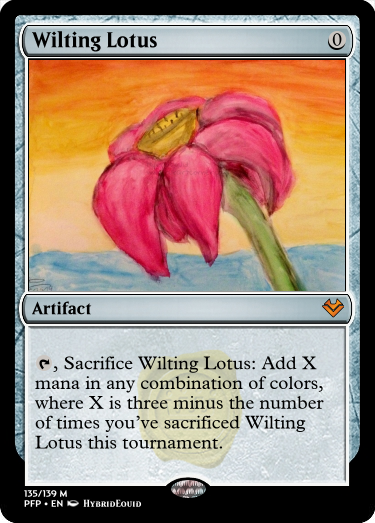 Wilting Lotus 0
Artifact
, Sacrifice Wilting Lotus: Add X
mana in any combination of colors,
where X is three minus the number
of times you've sacrificed Wilting
Lotus this tournament.
135/139 M
PFP • EN HybridEquid